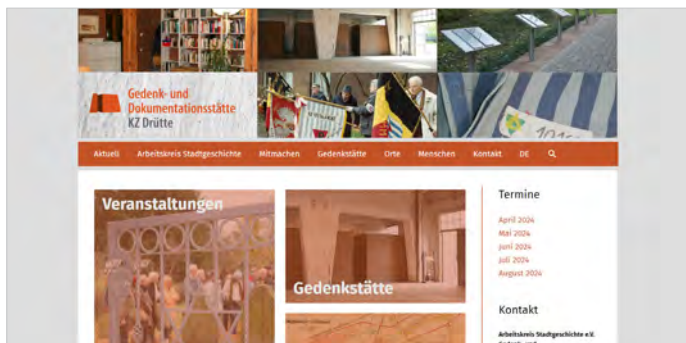 Gedenk- und
Dokumentationsstätte
KZ Drütte
Aktuell Arbeitskreis Stadtgeschichte Mitmachen Gedenkstätte Orte Menschen Kontakt DE
Veranstaltungen
Gedenkstätte
Termine
April 2024
Mai 2024
Juni 2024
Juli 2024
August 2024
Kontakt
Arbeitskreis Stadtgeschichte e.V.